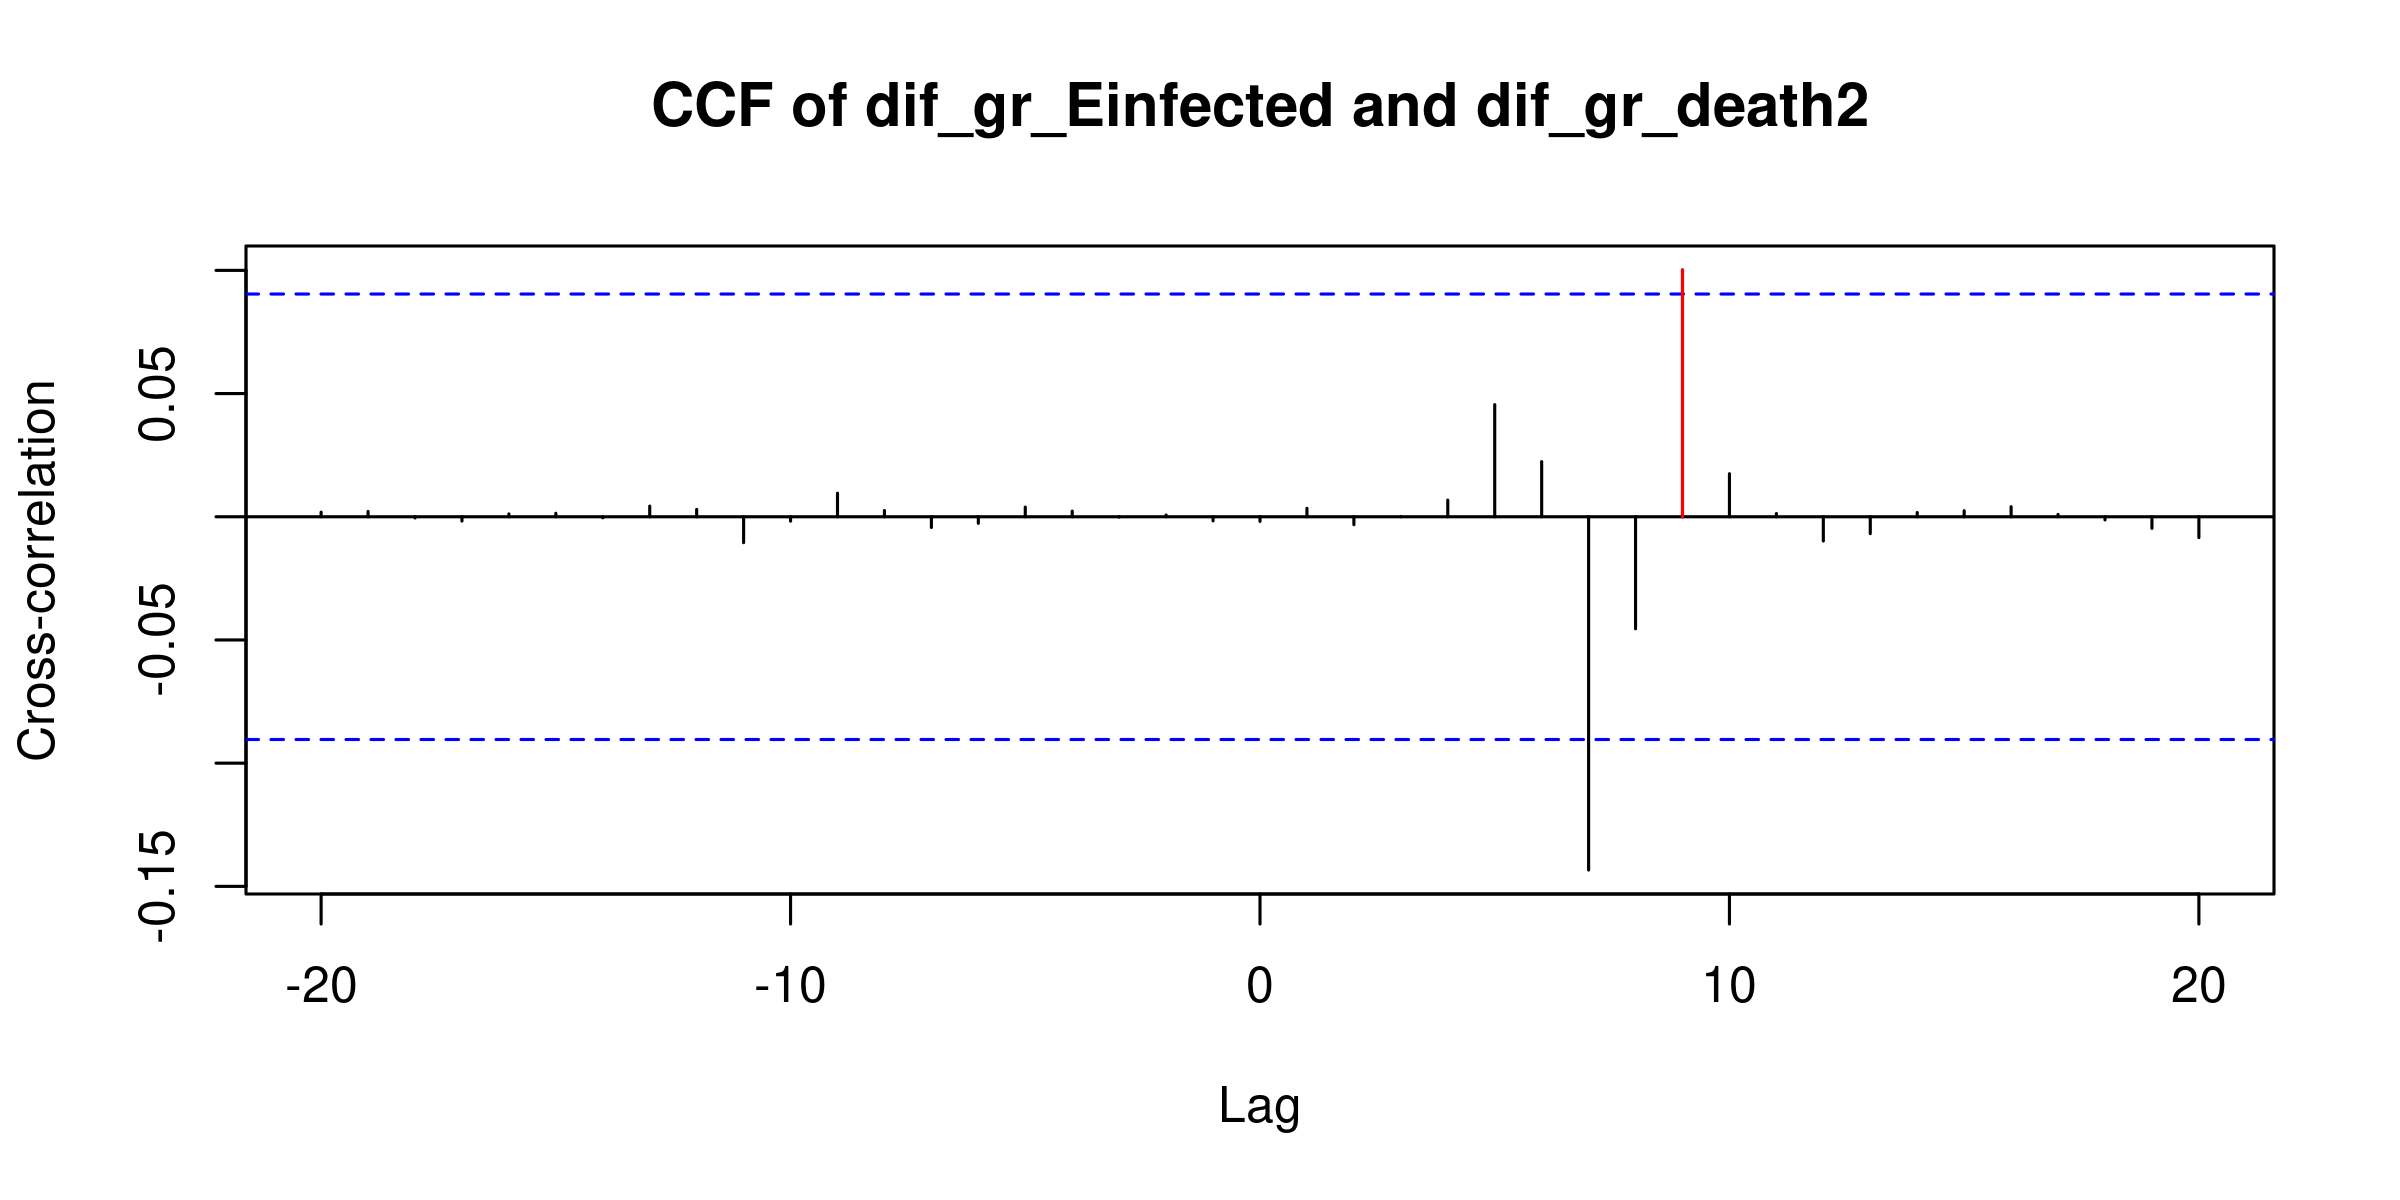 CCF of dif_gr_Einfected and dif_gr_death2
Cross-correlation
0.05
-0.05
-0.15
-20
-10
0
10
20
Lag